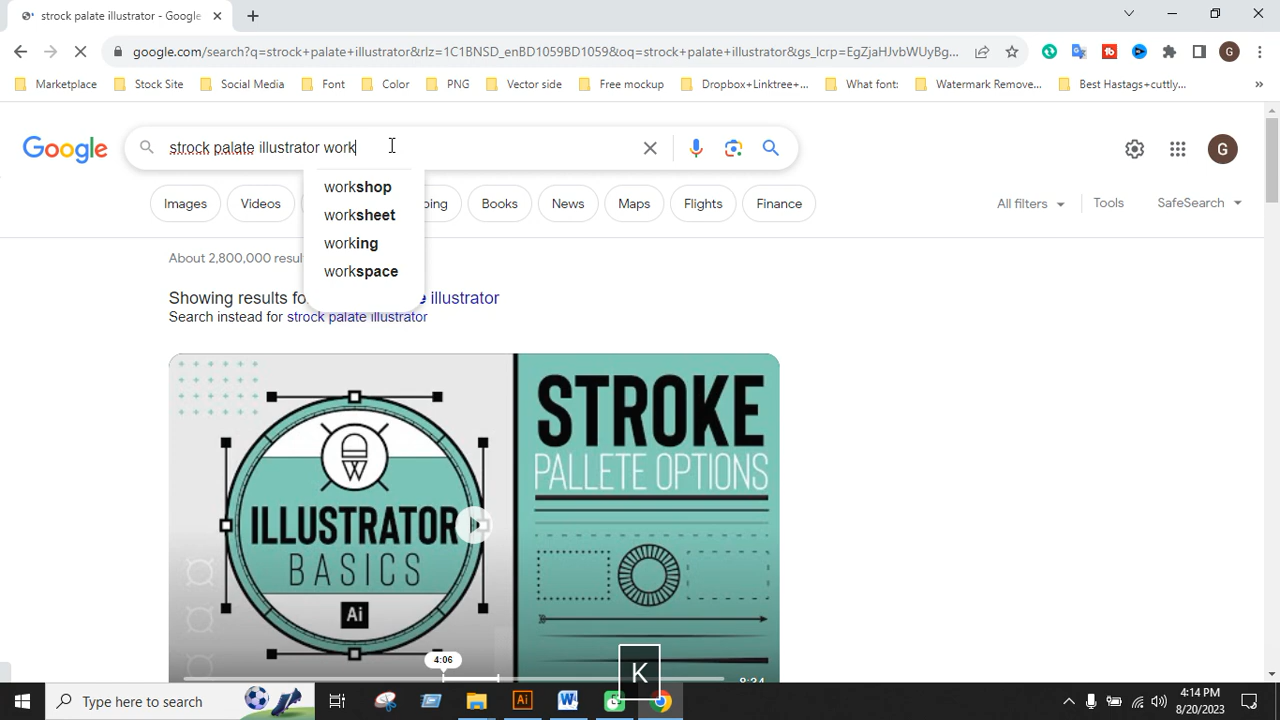 strock palate illustrator - Google
google.com/search?q=strock+palate+illustrator&rlz=1C1BNSD_enBD1059BD1059&oq=strock+palate+illustrator&gs_lcrp=EgZjaHJvbWUyBg...
G
Marketplace
Stock Site
Social Media
Font
Color
PNG
Vector side
Free mockup
Dropbox+Linktree+...
What font:
Watermark Remove...
Best Hastags+cuttly...
»
Google
strock palate illustrator work
G
workshop
worksheet
working
workspace
Images
Videos
ping
Books
News
Maps
Flights
Finance
All filters
Tools
SafeSearch
About 2,800,000 resul
Showing results fo e illustrator
Search instead for strock palate illustrator
ILLUSTRATOR
BASICS
Ai
STROKE
PALLETE OPTIONS
4:06
8:34
K
Type here to search
Ai
W
4:14 PM
8/20/2023